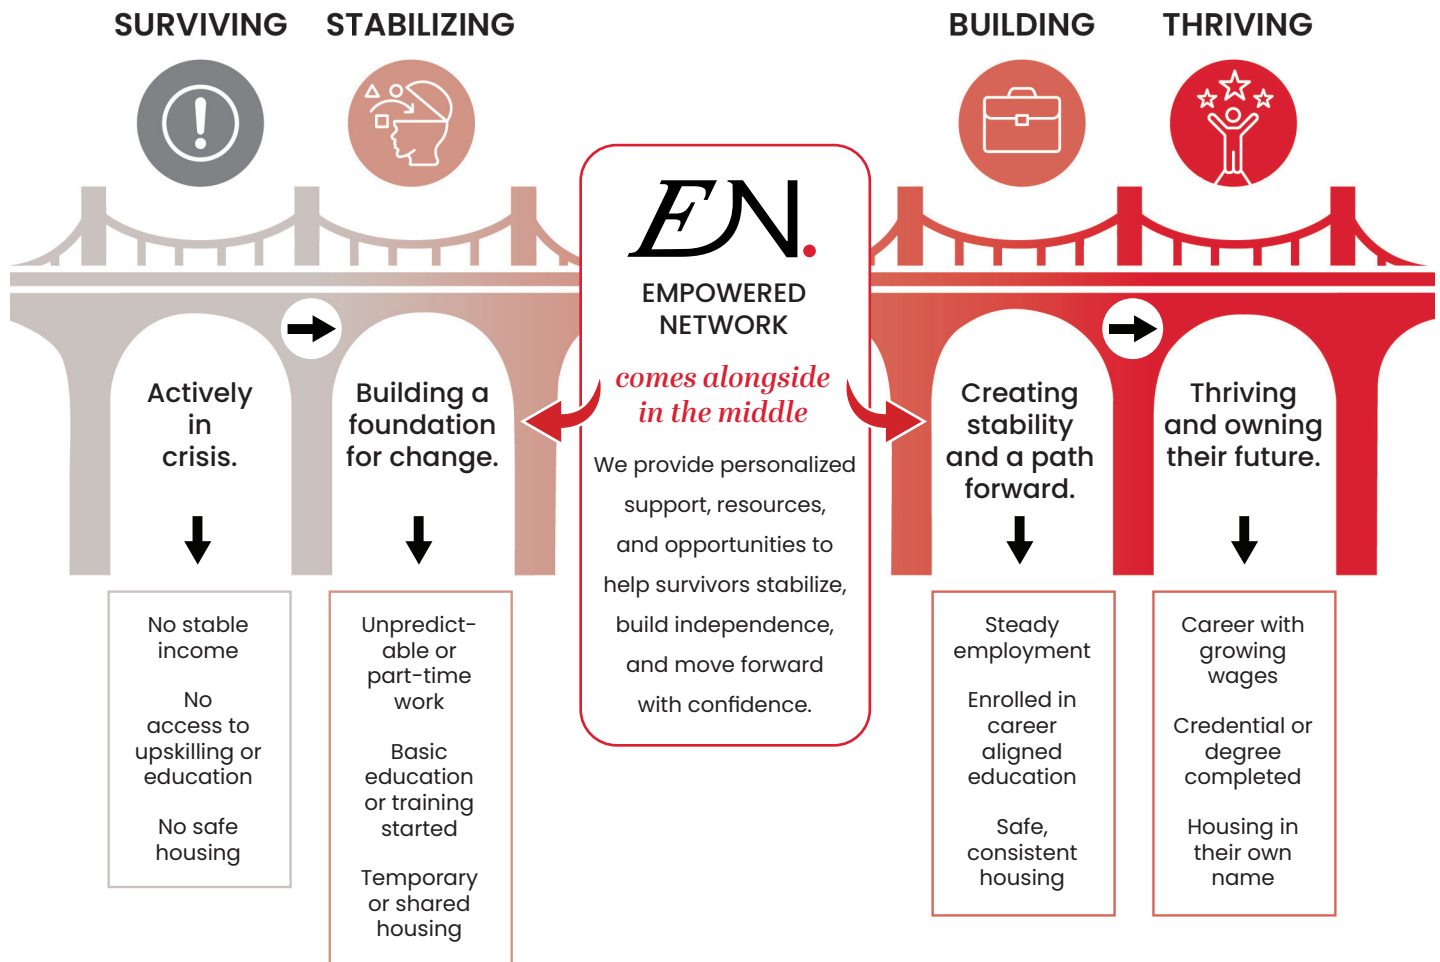 SURVIVING
STABILIZING
BUILDING
THRIVING
EN.
EMPOWERED
NETWORK
comes alongside
in the middle
We provide personalized
support, resources,
and opportunities to
help survivors stabilize,
build independence,
and move forward
with confidence.
Actively
in
crisis.
No stable
income
No
access to
upskilling or
education
No safe
housing
Building a
foundation
for change.
Unpredict-
able or
part-time
work
Basic
education
or training
started
Temporary
or shared
housing
Creating
stability
and a path
forward.
Steady
employment
Enrolled in
career
aligned
education
Safe,
consistent
housing
Thriving
and owning
their future.
Career with
growing
wages
Credential or
degree
completed
Housing in
their own
name